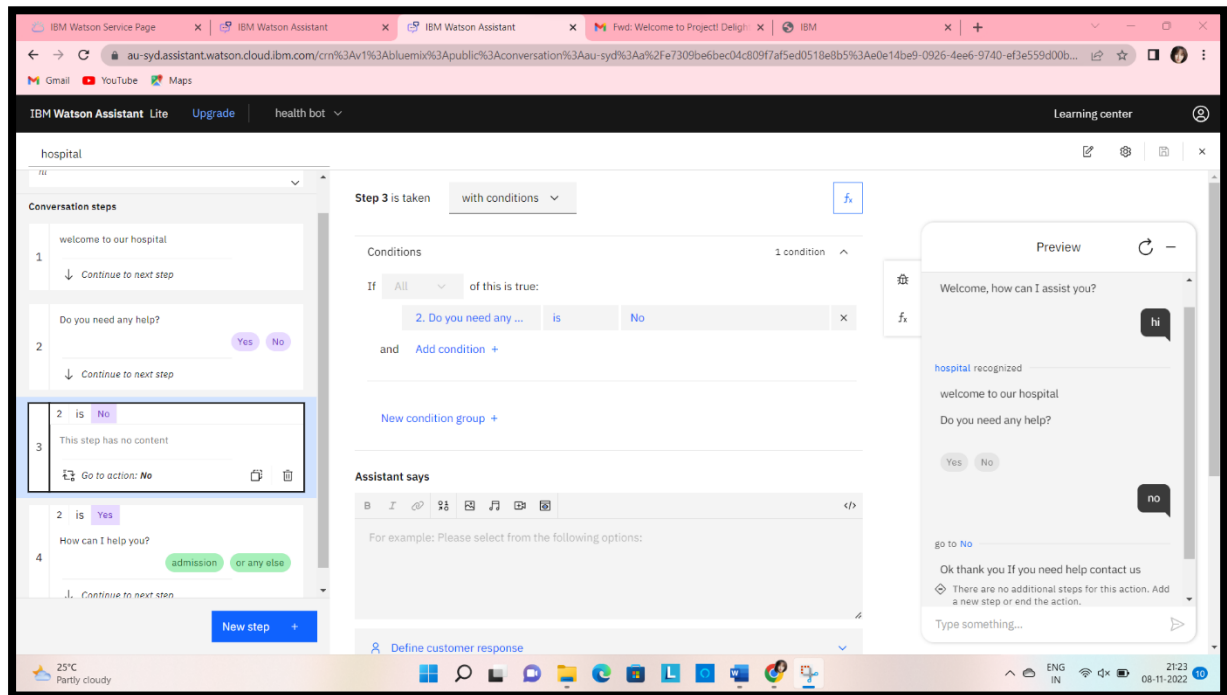 IBM Watson Service Page
IBM Watson Assistant
IBM Watson Assistant
Fwd: Welcome to Project! Deligh
IBM
au-syd.assistant.watson.cloud.ibm.com/crn%3Av1%3Abluemix%3Apublic%3Aconversation%3Aau-syd%3Aa%2Fe7309be6bec04c809f7af5ed0518e8b5%3Ae0e14be9-0926-4ee6-9740-ef3e559d00b...
Gmail YouTube Maps
IBM Watson Assistant Lite Upgrade health bot Learning center
hospital
Conversation steps
1
welcome to our hospital
Continue to next step
2
Do you need any help?
Yes No
Continue to next step
3
2 is No
This step has no content
Go to action: No
4
2 is Yes
How can I help you?
admission or any else
Continue to next step
New step +
Step 3 is taken with conditions
fx
Conditions 1 condition
If All of this is true:
2. Do you need any ... is No
and Add condition +
New condition group +
Assistant says
B I </>
For example: Please select from the following options:
Define customer response
fx
Preview
Welcome, how can I assist you?
hi
hospital recognized
welcome to our hospital
Do you need any help?
Yes No
no
go to No
Ok thank you If you need help contact us
There are no additional steps for this action. Add
a new step or end the action.
Type something...
25°C
Partly cloudy
ENG
IN
21:23
08-11-2022
10